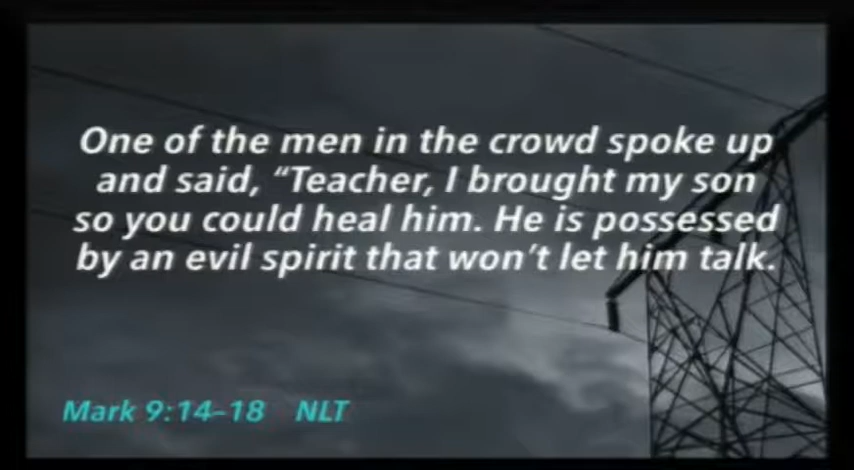 One of the men in the crowd spoke up
and said, “Teacher, I brought my son
so you could heal him. He is possessed
by an evil spirit that won’t let him talk.
Mark 9:14–18 NLT